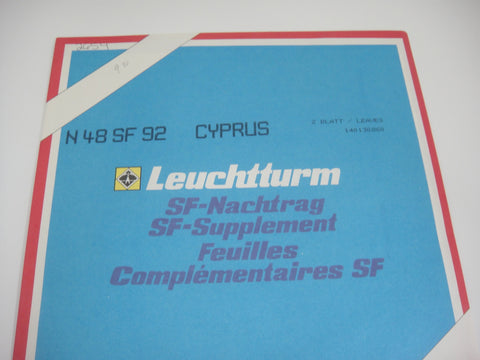 N 48 SF 92 CYPRUS
2 BLATT / LEAVES
Leuchtturm
SF-Nachtrag
SF-Supplement
Feuilles
Complémentaires SF